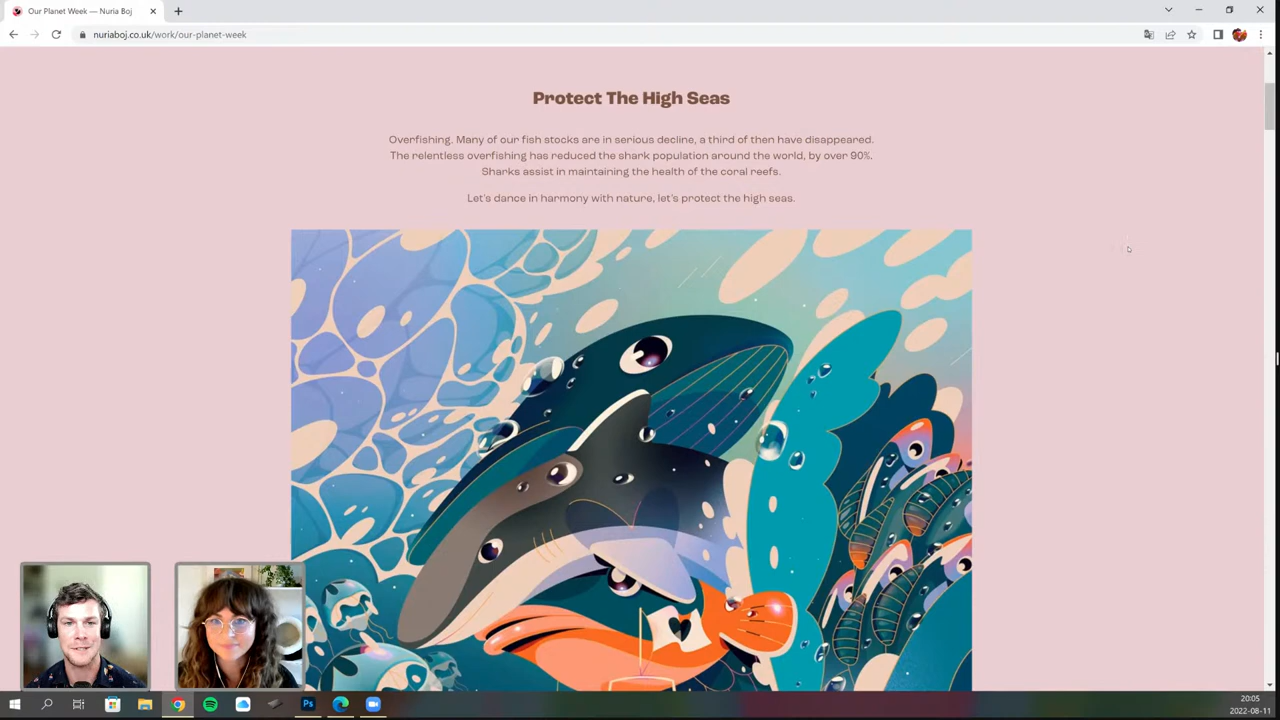 Our Planet Week — Nuria Boj
nuriaboj.co.uk/work/our-planet-week
Protect The High Seas
Overfishing. Many of our fish stocks are in serious decline, a third of then have disappeared.
The relentless overfishing has reduced the shark population around the world, by over 90%.
Sharks assist in maintaining the health of the coral reefs.
Let's dance in harmony with nature, let's protect the high seas.
Ps
20:05
2022-08-11